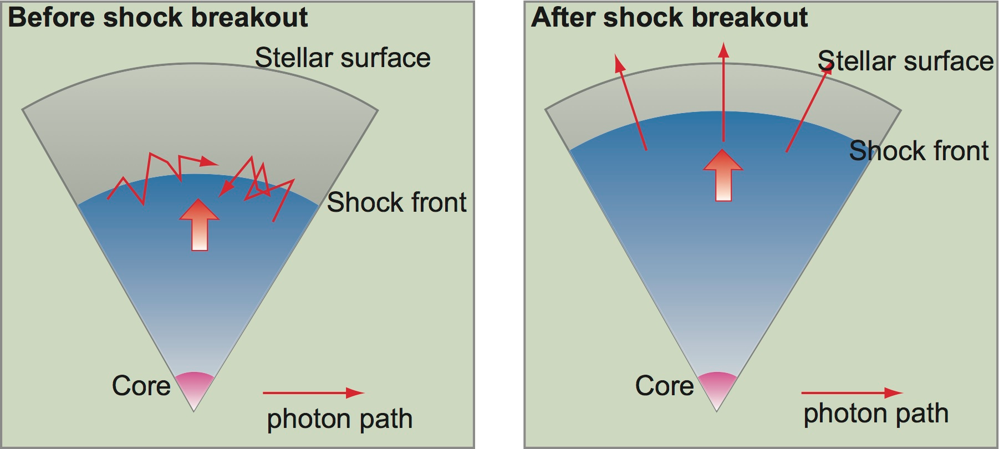 Before shock breakout
Stellar surface
Shock front
Core
photon path
After shock breakout
Stellar surface
Shock front
Core
photon path